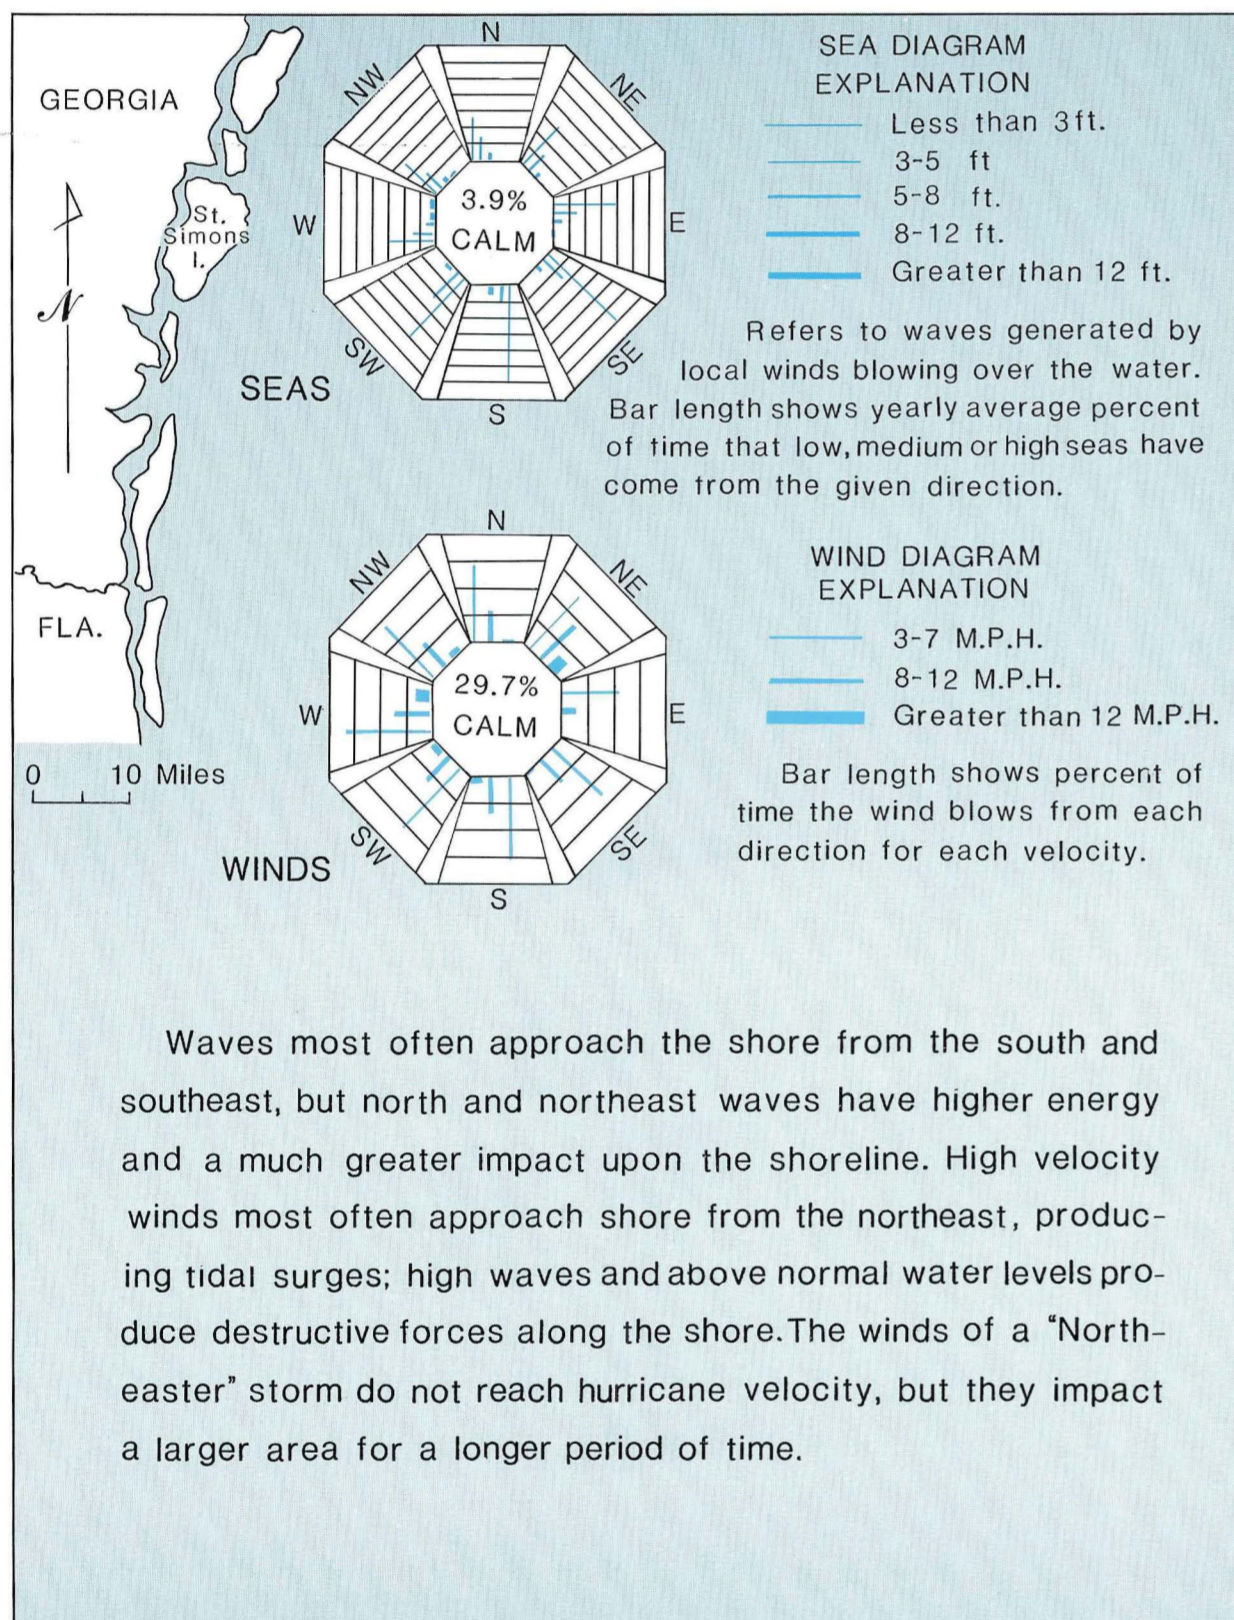 GEORGIA
St.
Simons
I.
N
FLA.
0 10 Miles
N
NW
NE
W
3.9%
CALM
E
SW
SE
S
SEAS
SEA DIAGRAM
EXPLANATION
Less than 3ft.
3-5 ft
5-8 ft.
8-12 ft.
Greater than 12 ft.
Refers to waves generated by
local winds blowing over the water.
Bar length shows yearly average percent
of time that low, medium or high seas have
come from the given direction.
N
NW
NE
W
29.7%
CALM
E
SW
SE
S
WINDS
WIND DIAGRAM
EXPLANATION
3-7 M.P.H.
8-12 M.P.H.
Greater than 12 M.P.H.
Bar length shows percent of
time the wind blows from each
direction for each velocity.
Waves most often approach the shore from the south and
southeast, but north and northeast waves have higher energy
and a much greater impact upon the shoreline. High velocity
winds most often approach shore from the northeast, produc-
ing tidal surges; high waves and above normal water levels pro-
duce destructive forces along the shore. The winds of a "North-
easter" storm do not reach hurricane velocity, but they impact
a larger area for a longer period of time.